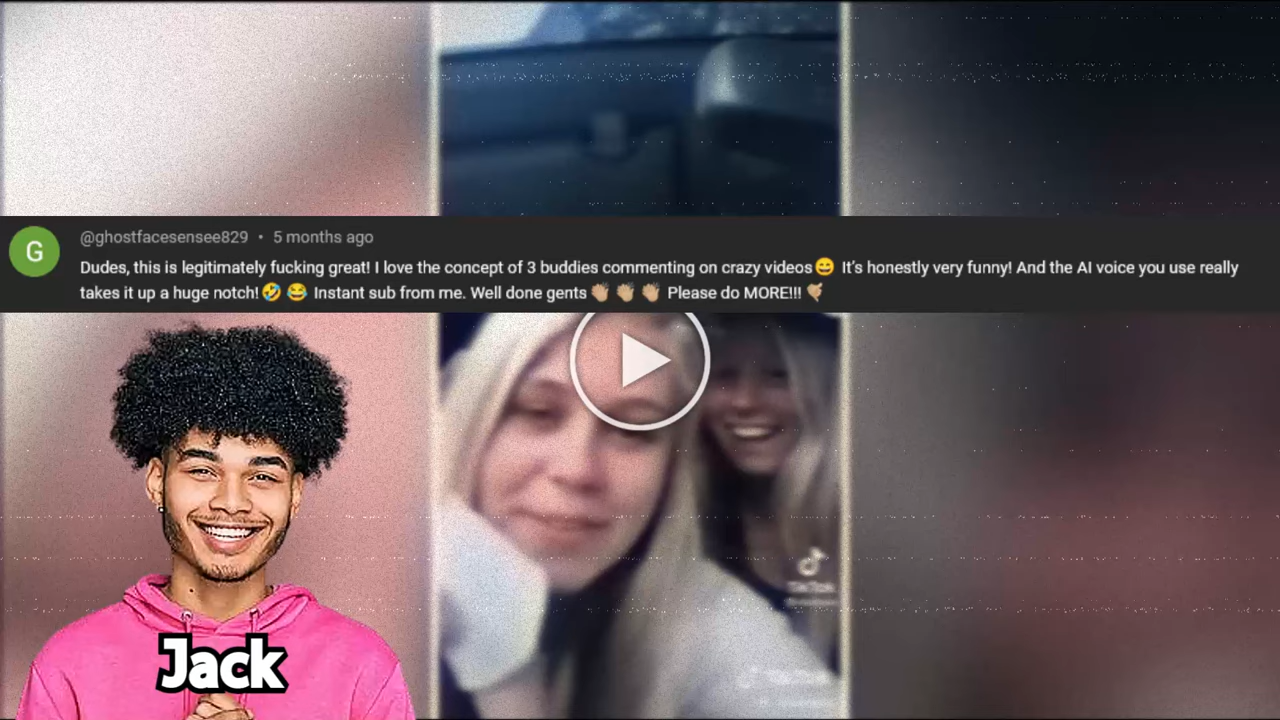 G
@ghostfacesensee829 • 5 months ago
Dudes, this is legitimately fucking great! I love the concept of 3 buddies commenting on crazy videos😄 It's honestly very funny! And the AI voice you use really
takes it up a huge notch!🤣 😂 Instant sub from me. Well done gents👏🏼 👏🏼 👏🏼 Please do MORE!!! 🤙🏼
Jack
TikTok